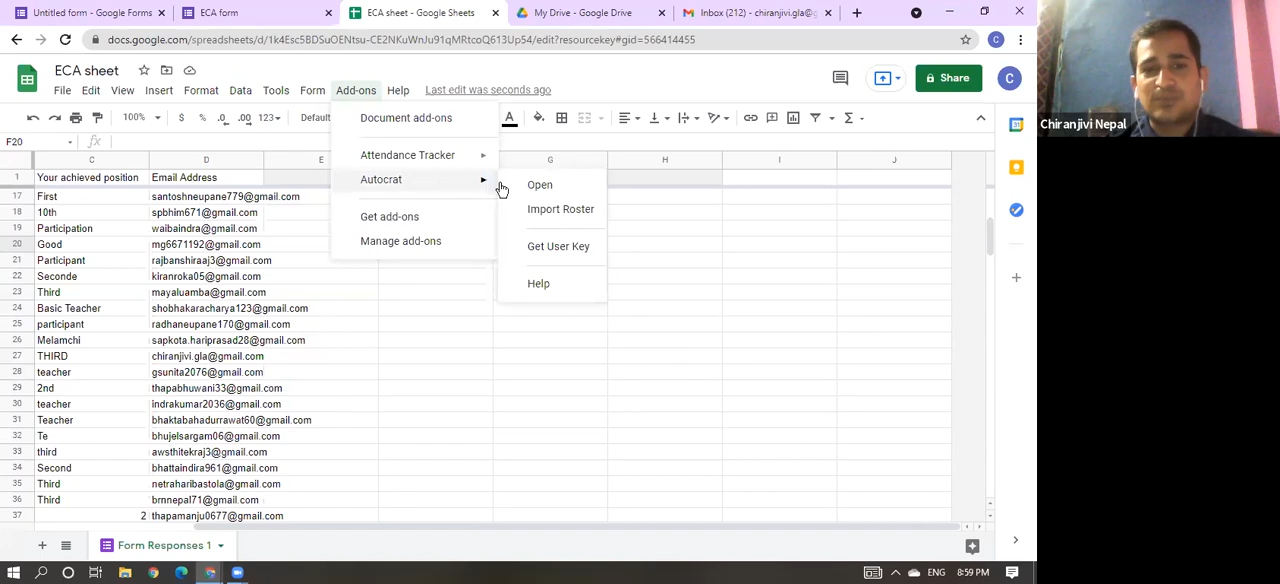 Untitled form - Google Forms
ECA form
ECA sheet - Google Sheets
My Drive - Google Drive
Inbox (212) - chiranjivi.gla@g
docs.google.com/spreadsheets/d/1k4Esc5BDSuOENtsu-CE2NKuWnJu91qMRtcoQ613Up54/edit?resourcekey#gid=566414455
C
ECA sheet
File Edit View Insert Format Data Tools Form Add-ons Help Last edit was seconds ago
Share
C
100% $ % .0 .00 123 Default A
F20 fx
Document add-ons
Attendance Tracker
Autocrat
Get add-ons
Manage add-ons
Open
Import Roster
Get User Key
Help
C D E G H I J
1 Your achieved position Email Address
17 First santoshneupane779@gmail.com
18 10th spbhim671@gmail.com
19 Participation waibaindra@gmail.com
20 Good mg6671192@gmail.com
21 Participant rajbanshiraaj3@gmail.com
22 Seconde kiranroka05@gmail.com
23 Third mayaluamba@gmail.com
24 Basic Teacher shobhakaracharya123@gmail.com
25 participant radhaneupane170@gmail.com
26 Melamchi sapkota.hariprasad28@gmail.com
27 THIRD chiranjivi.gla@gmail.com
28 teacher gsunita2076@gmail.com
29 2nd thapabhuwani33@gmail.com
30 teacher indrakumar2036@gmail.com
31 Teacher bhaktabahadurrawat60@gmail.com
32 Te bhujelsargam06@gmail.com
33 third awsthitekraj3@gmail.com
34 Second bhattaindira961@gmail.com
35 Third netraharibastola@gmail.com
36 Third brnnepal71@gmail.com
37 2 thapamanju0677@gmail.com
Form Responses 1
ENG 8:59 PM
Chiranjivi Nepal